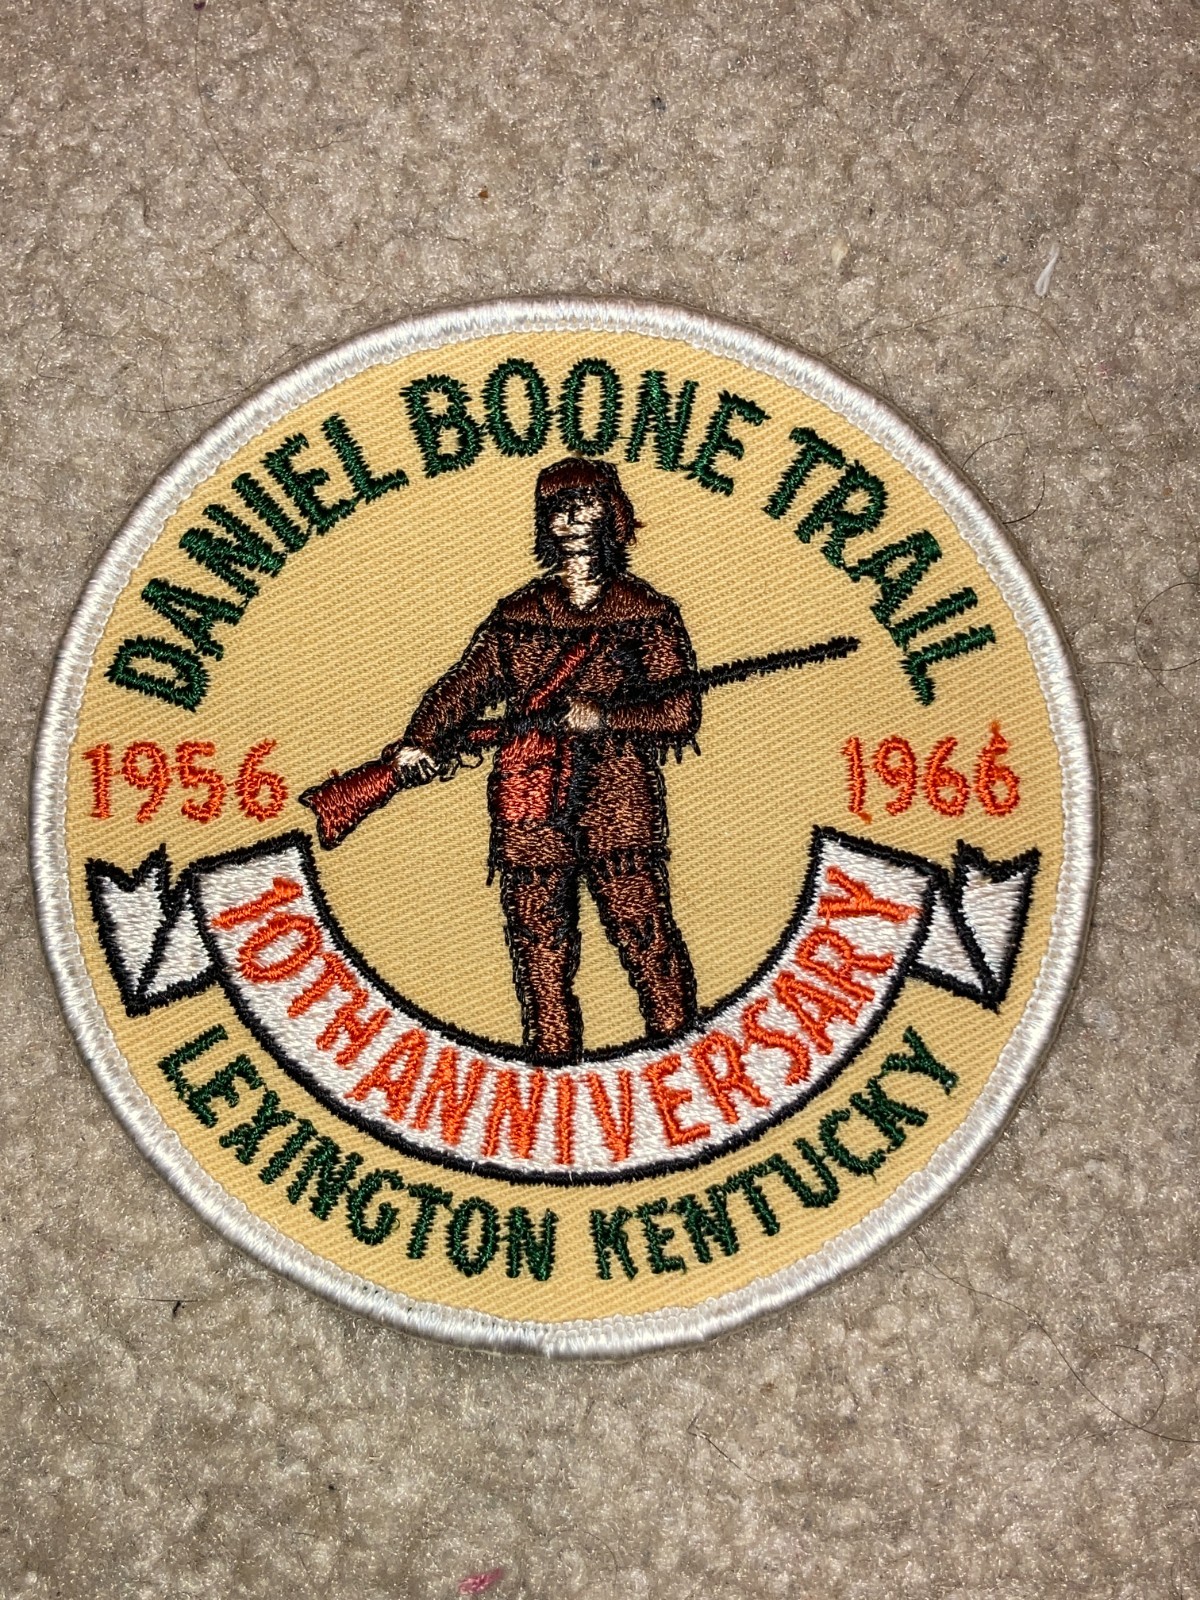 DANIEL BOONE TRAIL
1956 1966
10TH ANNIVERSARY
LEXINGTON KENTUCKY